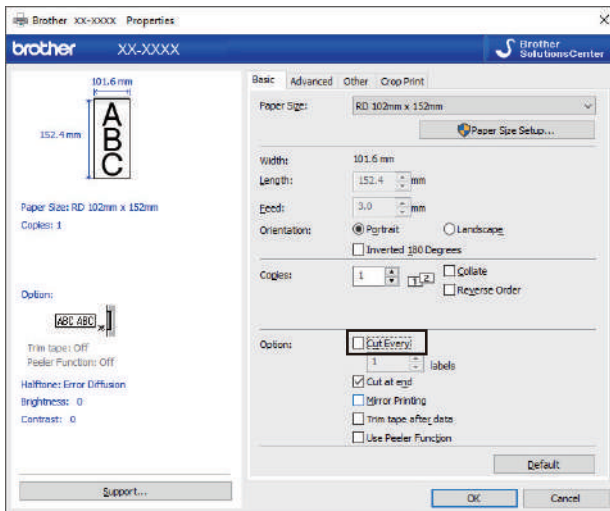 Brother XX-XXXX Properties
brother XX-XXXX
Brother
SolutionsCenter
101.6 mm
152.4 mm
A
B
C
Paper Size: RD 102mm x 152mm
Copies: 1
Option:
ABC ABC
Trim tape: Off
Peeler Function: Off
Halftone: Error Diffusion
Brightness: 0
Contrast: 0
Support...
Basic Advanced Other Crop Print
Paper Size: RD 102mm x 152mm
Paper Size Setup...
Width: 101.6 mm
Length: 152.4 mm
Feed: 3.0 mm
Orientation: Portrait Landscape
Inverted 180 Degrees
Copies: 1 1 2 Collate
Reverse Order
Option: Cut Every:
1 labels
Cut at end
Mirror Printing
Trim tape after data
Use Peeler Function
Default
OK Cancel